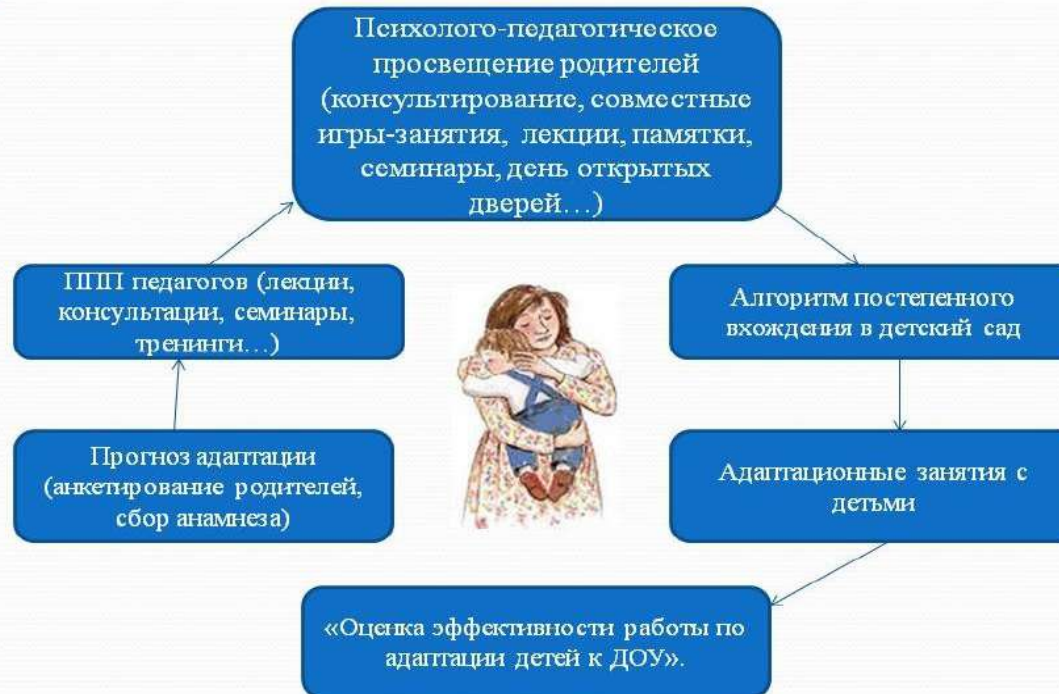 Психолого-педагогическое
просвещение родителей
(консультирование, совместные
игры-занятия, лекции, памятки,
семинары, день открытых
дверей…)
ППП педагогов (лекции,
консультации, семинары,
тренинги…)
Алгоритм постепенного
вхождения в детский сад
Прогноз адаптации
(анкетирование родителей,
сбор анамнеза)
Адаптационные занятия с
детьми
«Оценка эффективности работы по
адаптации детей к ДОУ».